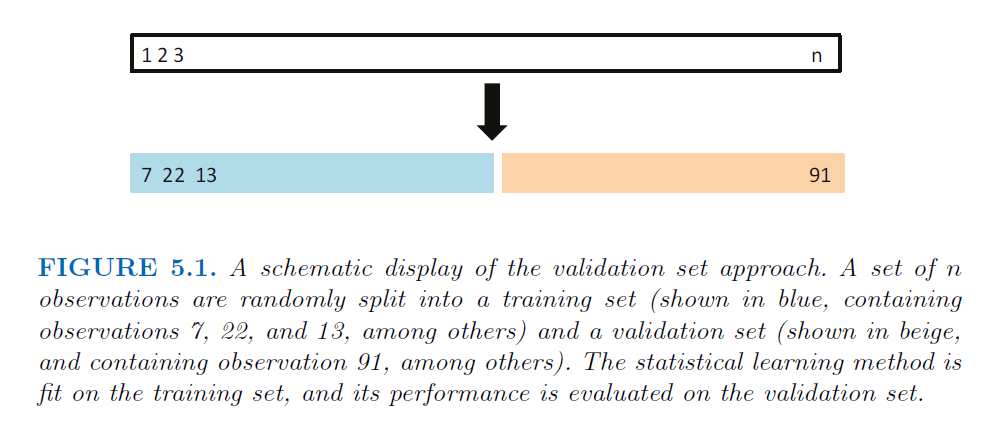 1 2 3 n
7 22 13 91
FIGURE 5.1. A schematic display of the validation set approach. A set of n
observations are randomly split into a training set (shown in blue, containing
observations 7, 22, and 13, among others) and a validation set (shown in beige,
and containing observation 91, among others). The statistical learning method is
fit on the training set, and its performance is evaluated on the validation set.